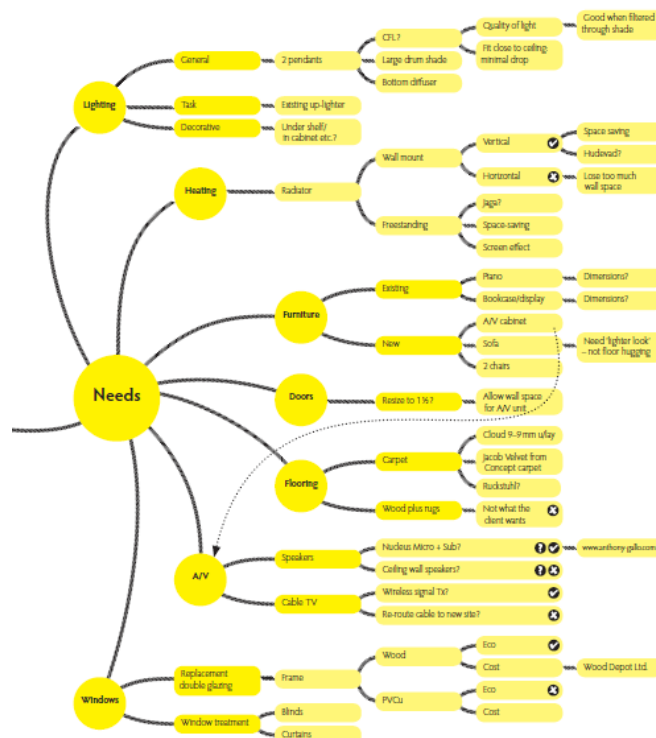 Quality of light
Good when filtered
through shade
CFL?
Fit close to ceiling:
minimal drop
General
2 pendants
Large drum shade
Bottom diffuser
Lighting
Task
Existing up-lighter
Decorative
Under shelf/
in cabinet etc.?
Space saving
Vertical
Hudevad?
Wall mount
Horizontal
Lose too much
wall space
Heating
Radiator
Jaga?
Freestanding
Space-saving
Screen effect
Piano
Dimensions?
Existing
Bookcase/display
Dimensions?
Furniture
A/V cabinet
New
Sofa
Need 'lighter look'
– not floor hugging
2 chairs
Needs
Doors
Resize to 1½?
Allow wall space
for A/V unit
Cloud 9–9mm u/lay
Carpet
Jacob Velvet from
Concept carpet
Ruckstuhl?
Flooring
Wood plus rugs
Not what the
client wants
Nucleus Micro + Sub?
www.anthony-gallo.com
Speakers
Ceiling wall speakers?
A/V
Cable TV
Wireless signal Tx?
Re-route cable to new site?
Eco
Wood
Cost
Wood Depot Ltd.
Replacement
double glazing
Frame
Eco
PVCu
Cost
Windows
Window treatment
Blinds
Curtains